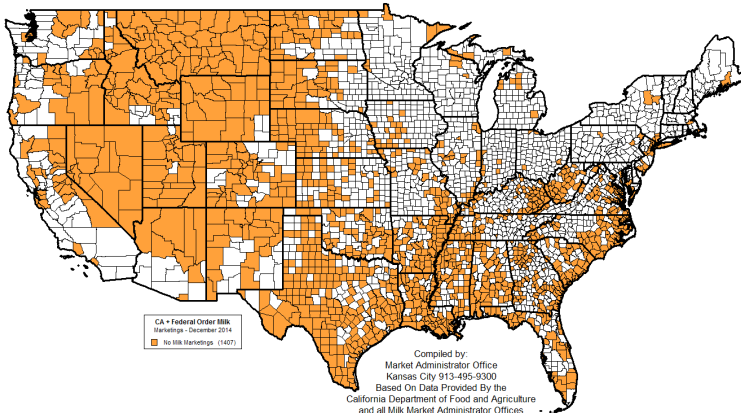 CA + Federal Order Milk
Marketings - December 2014
No Milk Marketings (1407)
Compiled by:
Market Administrator Office
Kansas City 913-495-9300
Based On Data Provided By the
California Department of Food and Agriculture
and all Milk Market Administrator Offices